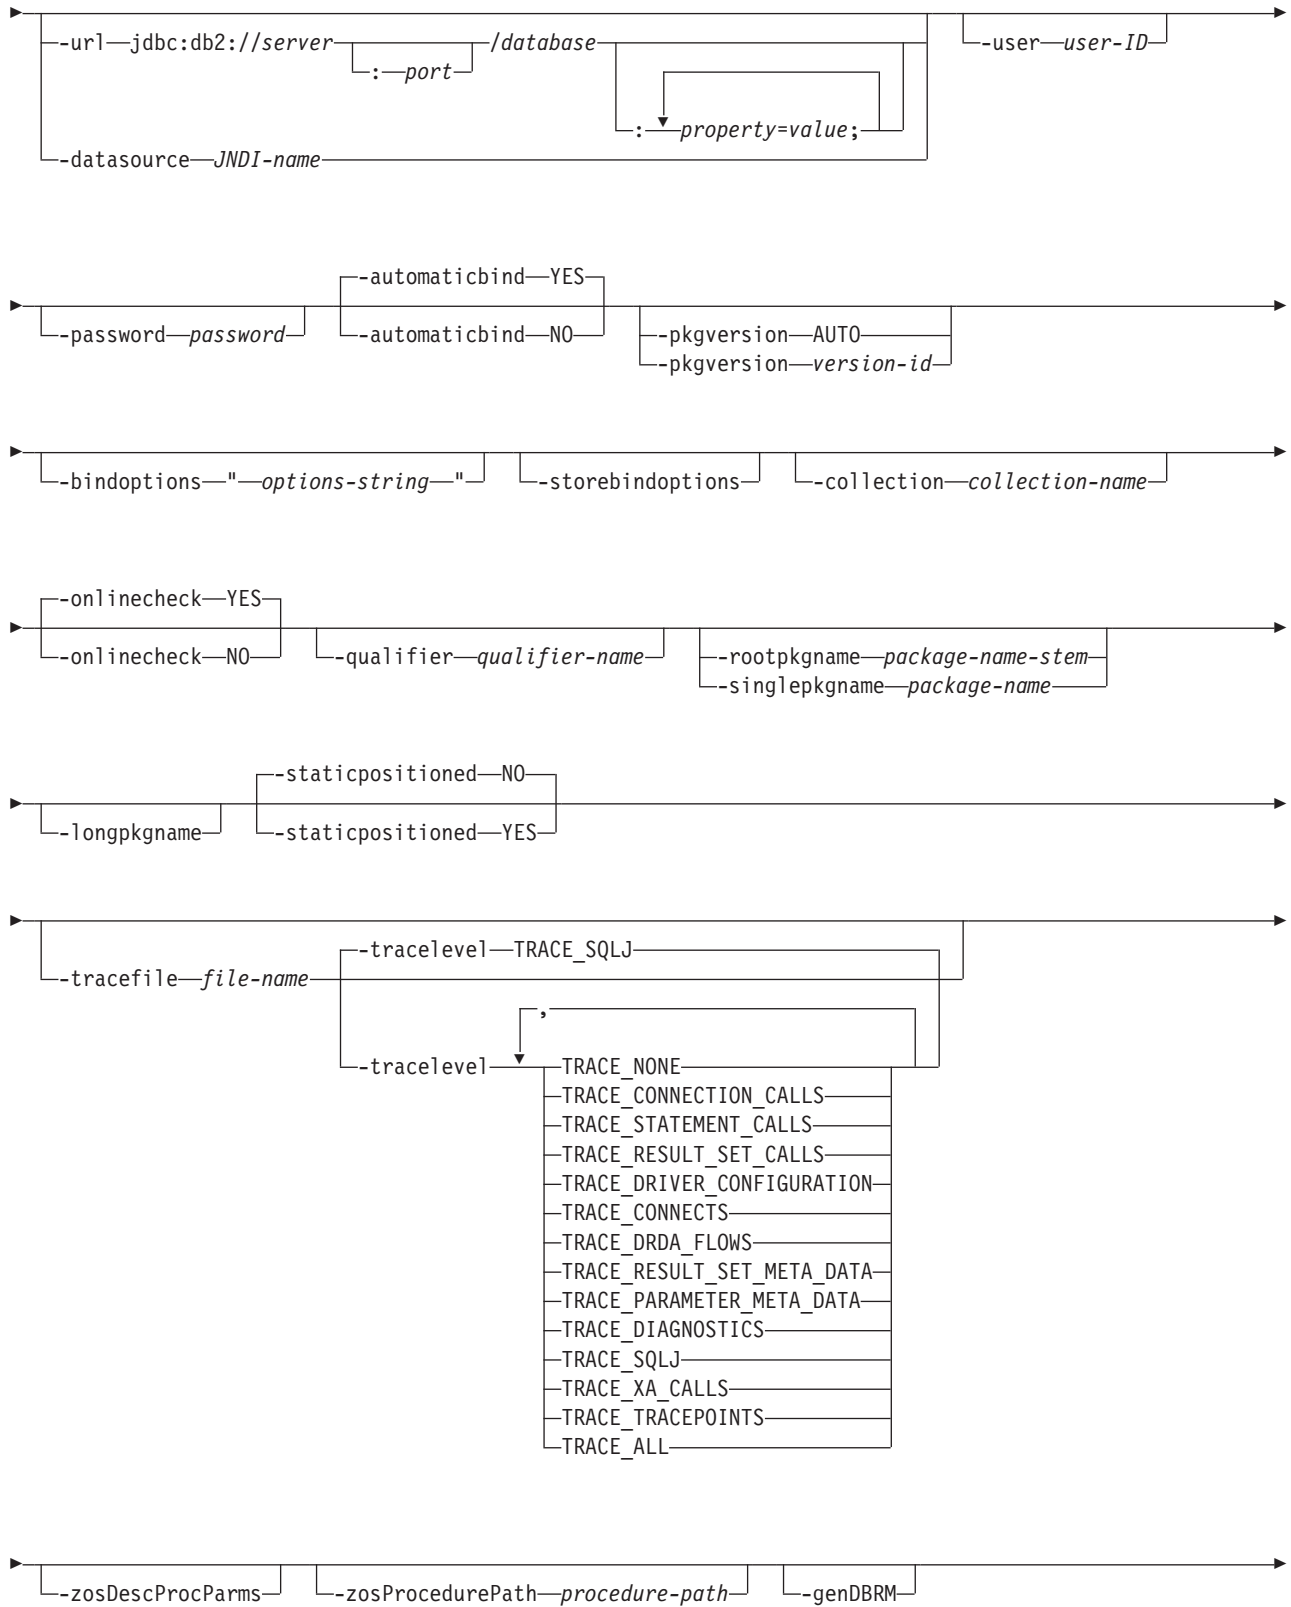 -url jdbc:db2://server /database -user user-ID
: port
: property=value;
-datasource JNDI-name
-automaticbind YES
-password password -automaticbind NO -pkgversion AUTO
-pkgversion version-id
-bindoptions " options-string " -storebindoptions -collection collection-name
-onlinecheck YES
-onlinecheck NO -qualifier qualifier-name -rootpkgname package-name-stem
-singlepkgname package-name
-staticpositioned NO
-longpkgname -staticpositioned YES
-tracelevel TRACE_SQLJ
-tracefile file-name
,
-tracelevel TRACE_NONE
TRACE_CONNECTION_CALLS
TRACE_STATEMENT_CALLS
TRACE_RESULT_SET_CALLS
TRACE_DRIVER_CONFIGURATION
TRACE_CONNECTS
TRACE_DRDA_FLOWS
TRACE_RESULT_SET_META_DATA
TRACE_PARAMETER_META_DATA
TRACE_DIAGNOSTICS
TRACE_SQLJ
TRACE_XA_CALLS
TRACE_TRACEPOINTS
TRACE_ALL
-zosDescProcParms -zosProcedurePath procedure-path -genDBRM